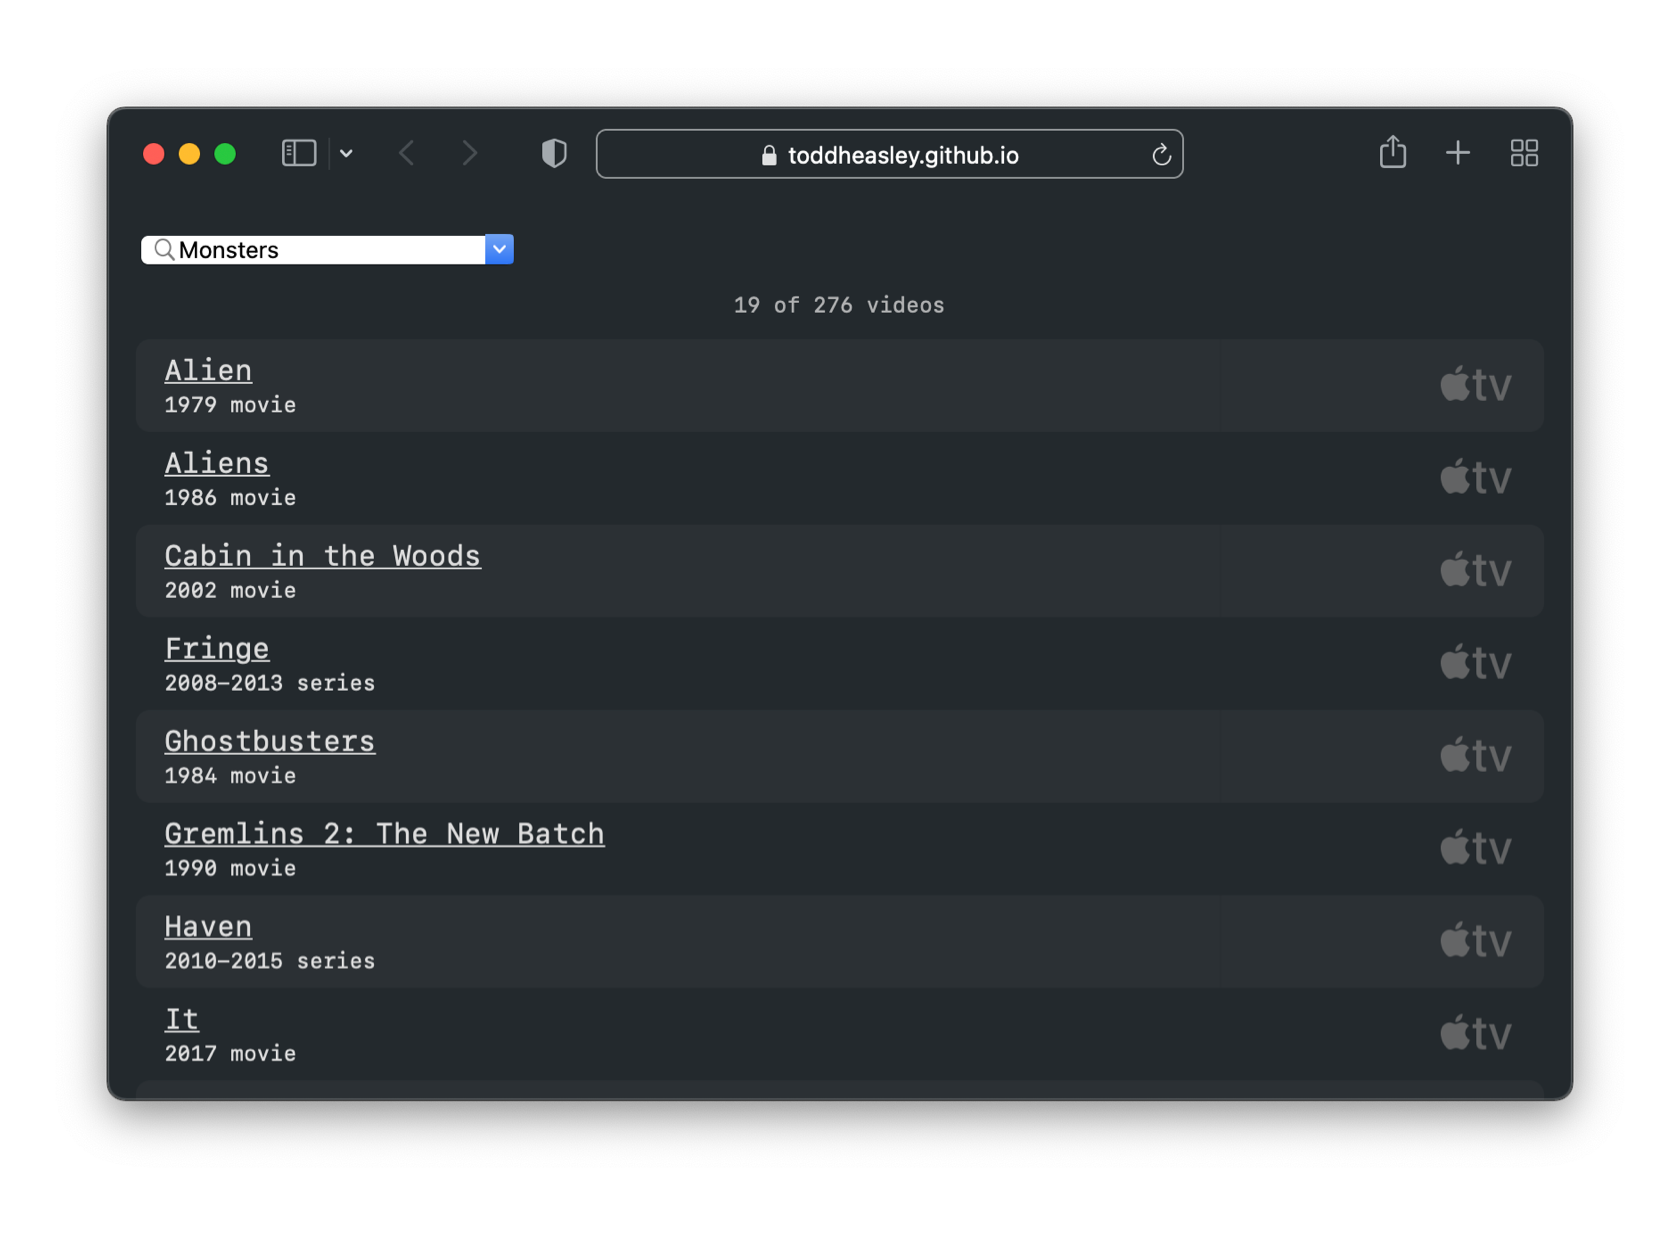 toddheasley.github.io
Monsters
19 of 276 videos
Alien
tv
1979 movie
Aliens
tv
1986 movie
Cabin in the Woods
tv
2002 movie
Fringe
tv
2008–2013 series
Ghostbusters
tv
1984 movie
Gremlins 2: The New Batch
tv
1990 movie
Haven
tv
2010–2015 series
It
tv
2017 movie